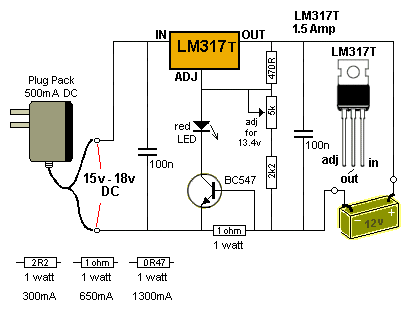 LM317T
1.5 Amp
IN
LM317T
OUT
ADJ
LM317T
Plug Pack
500mA DC
470R
5k
red
LED
adj
for
13.4v
100n
100n
adj
in
out
15v - 18v
DC
BC547
2k2
1 ohm
1 watt
12v
2R2
1 ohm
0R47
1 watt
1 watt
1 watt
300mA
650mA
1300mA